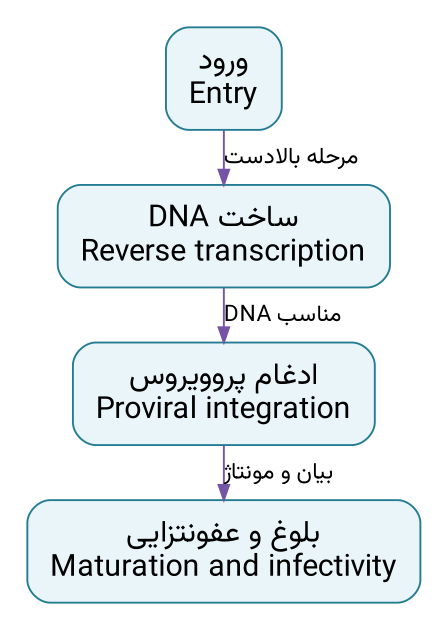 ورود
Entry
مرحله بالادست
ساخت DNA
Reverse transcription
DNA مناسب
ادغام پروویروس
Proviral integration
بیان و مونتاژ
بلوغ و عفونتزایی
Maturation and infectivity